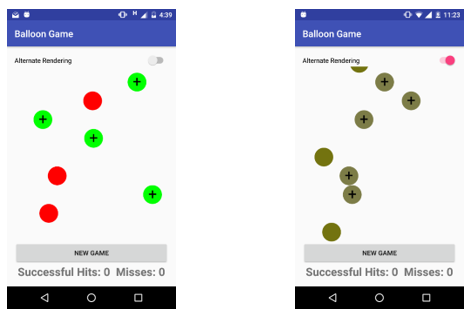 H 4:39
Balloon Game
Alternate Rendering
+
+
+
+
NEW GAME
Successful Hits: 0 Misses: 0
11:23
Balloon Game
Alternate Rendering
+
+
+
+
+
NEW GAME
Successful Hits: 0 Misses: 0